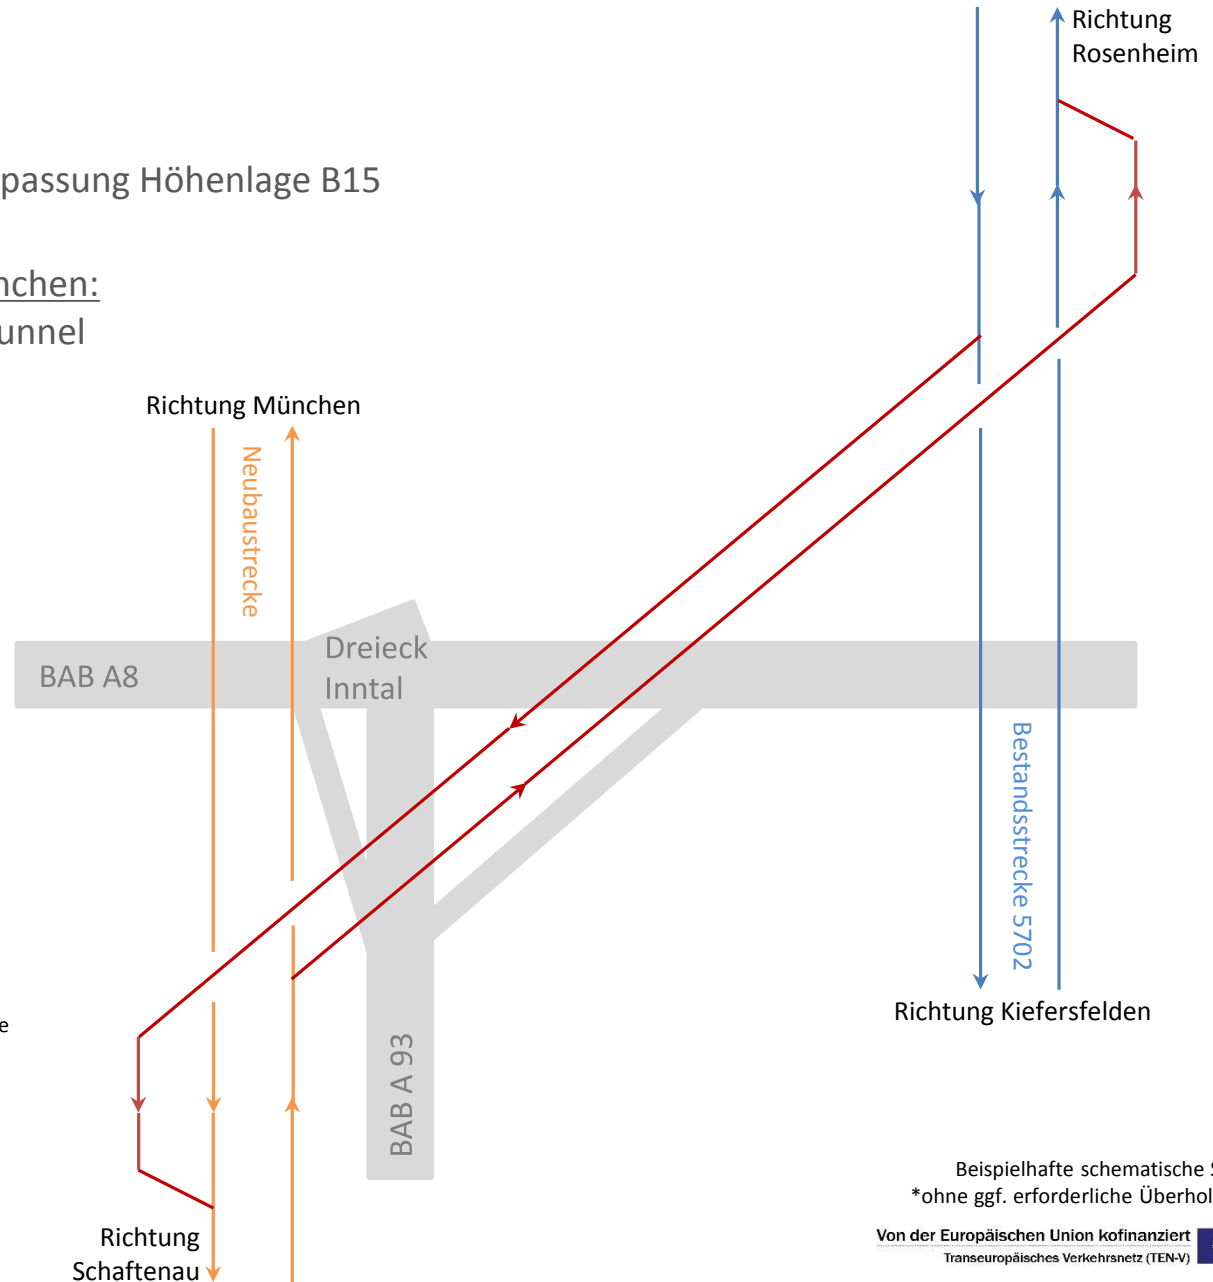 Richtung
Rosenheim
passung Höhenlage B15
nchen:
unnel
Richtung München
Neubaustrecke
Dreieck
Inntal
BAB A8
Bestandsstrecke 5702
Richtung Kiefersfelden
e
BAB A 93
Beispielhafte schematische S
*ohne ggf. erforderliche Überhol
Richtung
Schaftenau
Von der Europäischen Union kofinanziert
Transeuropäisches Verkehrsnetz (TEN-V)